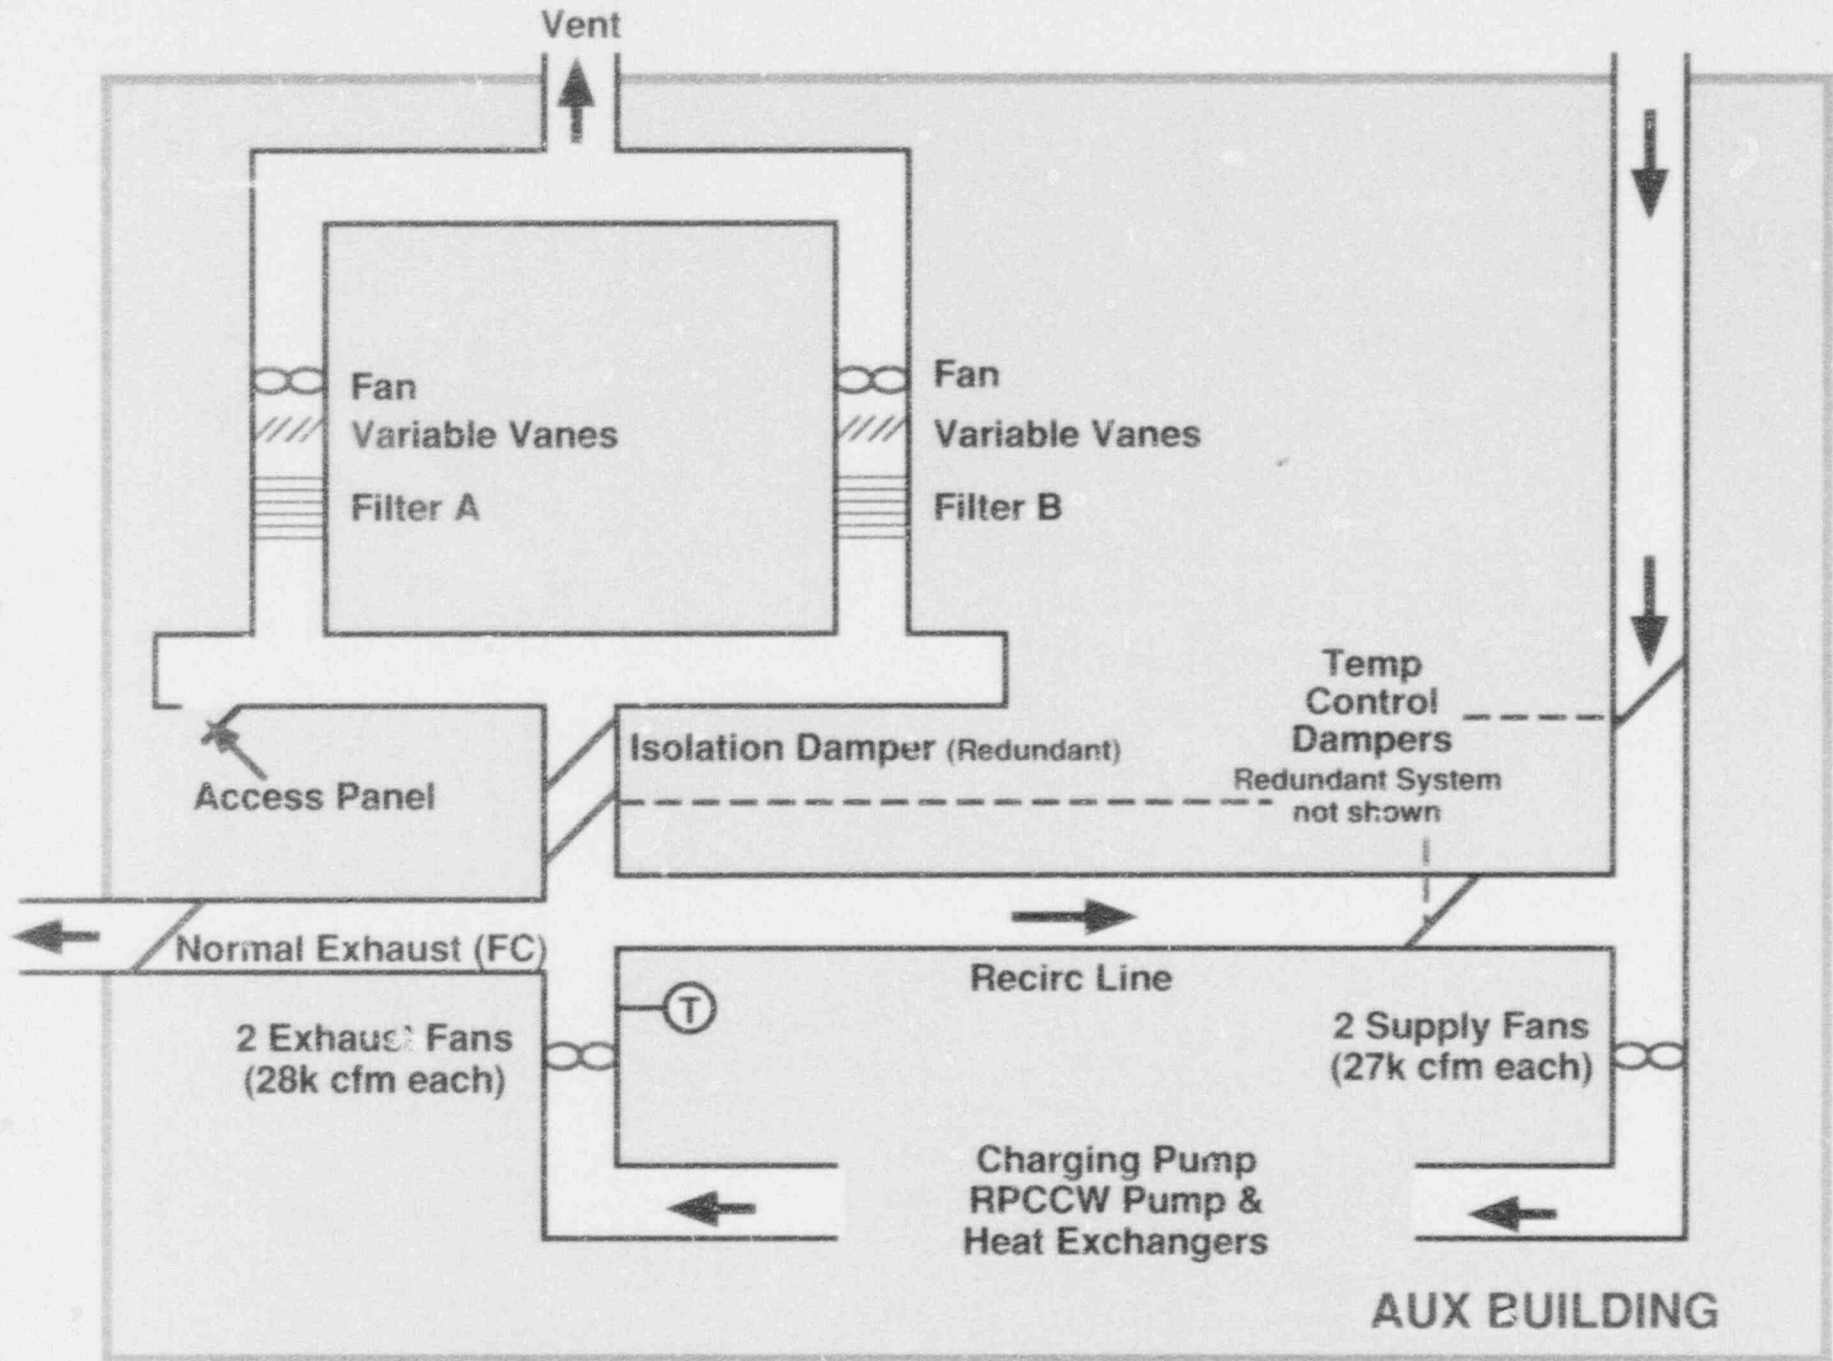 Vent
Fan
Variable Vanes
Filter A
Fan
Variable Vanes
Filter B
Temp
Control
Dampers
Redundant System
not shown
Isolation Damper (Redundant)
Access Panel
Normal Exhaust (FC)
Recirc Line
T
2 Exhaust Fans
(28k cfm each)
2 Supply Fans
(27k cfm each)
Charging Pump
RPCCW Pump &
Heat Exchangers
AUX BUILDING